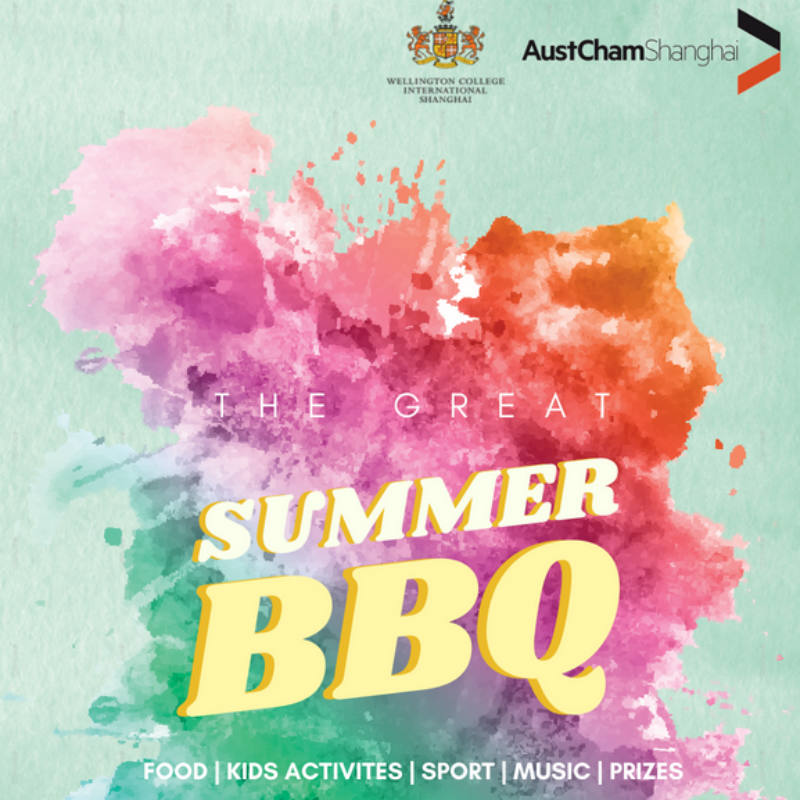 WELLINGTON COLLEGE
INTERNATIONAL
SHANGHAI
AustChamShanghai
THE GREAT
SUMMER
BBQ
FOOD | KIDS ACTIVITES | SPORT | MUSIC | PRIZES